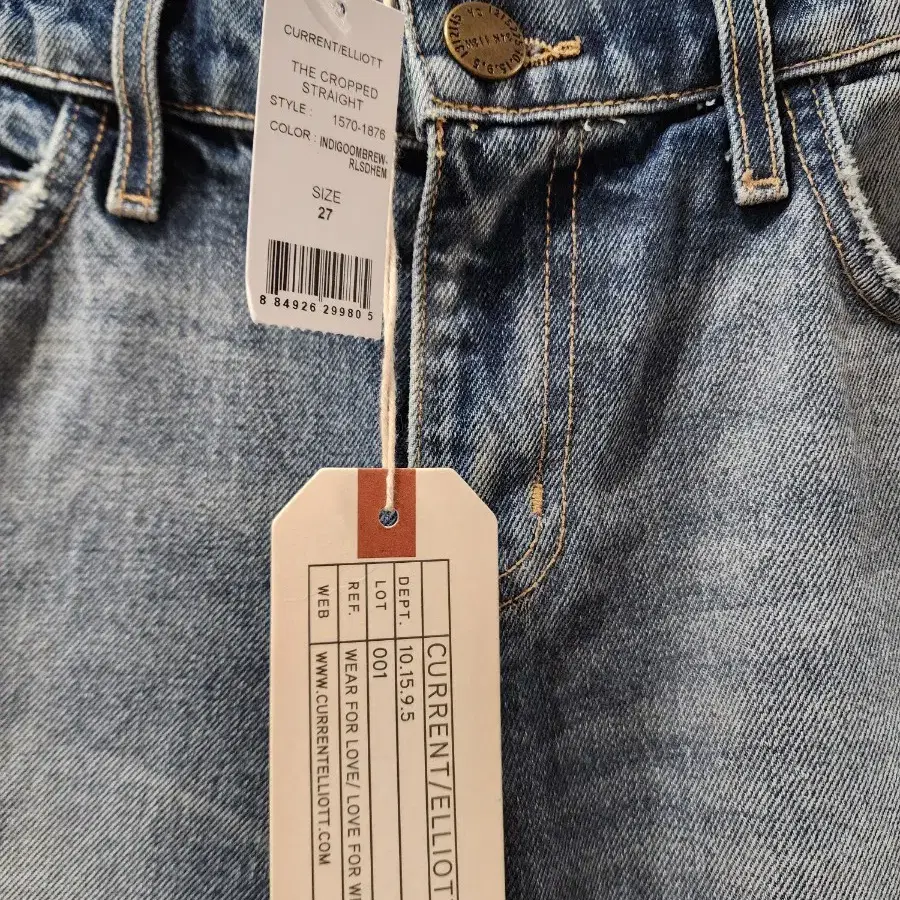 CURRENT/ELLIOTT
THE CROPPED
STRAIGHT
STYLE : 1570-1876
COLOR : INDIGOOMBREW-
RLSDHEM
SIZE
27
8 84926 29980 5
CURRENT/ELLIOT
DEPT. 10.15.9.5
LOT 001
REF. WEAR FOR LOVE/ LOVE FOR W
WEB WWW.CURRENTELLIOTT.COM